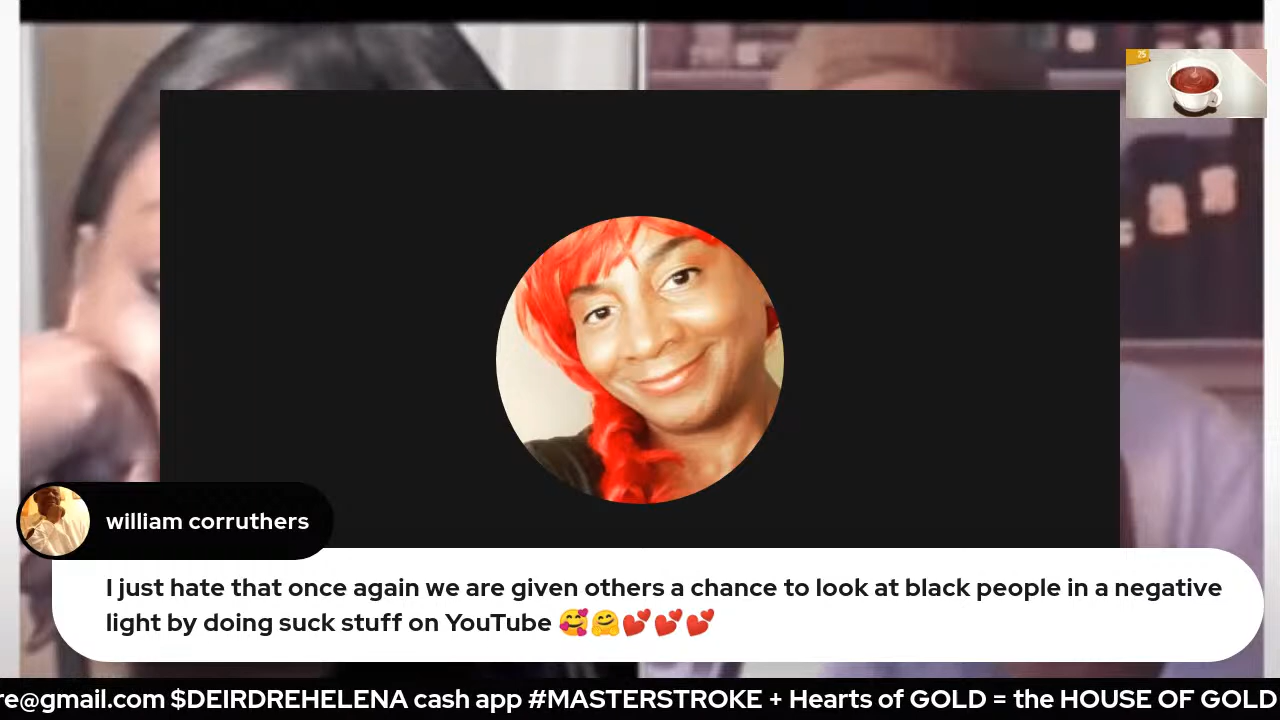 25
william corruthers
I just hate that once again we are given others a chance to look at black people in a negative
light by doing suck stuff on YouTube 🥰🤗💕💕💕
re@gmail.com $DEIRDREHELENA cash app #MASTERSTROKE + Hearts of GOLD = the HOUSE OF GOLD